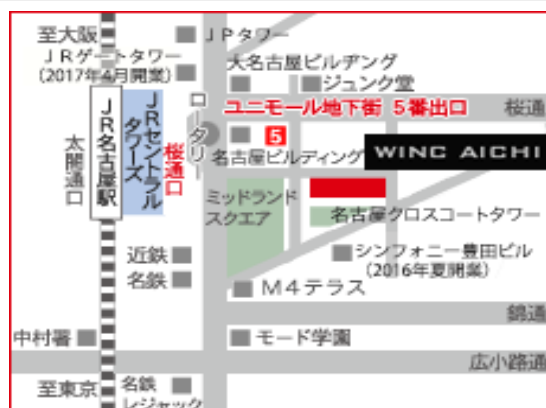 至大阪
JPタワー
JRゲートタワー
(2017年4月開業)
大名古屋ビルヂング
ジュンク堂
ユニモール地下街 5番出口
桜通
ロータリー
JRセントラル
タワーズ
JR名古屋駅
太閤通口
桜通口
5
名古屋ビルディング
WINC AICHI
ミッドランド
スクエア
名古屋クロスコートタワー
近鉄
名鉄
シンフォニー豊田ビル
(2016年夏開業)
M4テラス
錦通
中村署
モード学園
広小路通
至東京
名鉄
レジャック